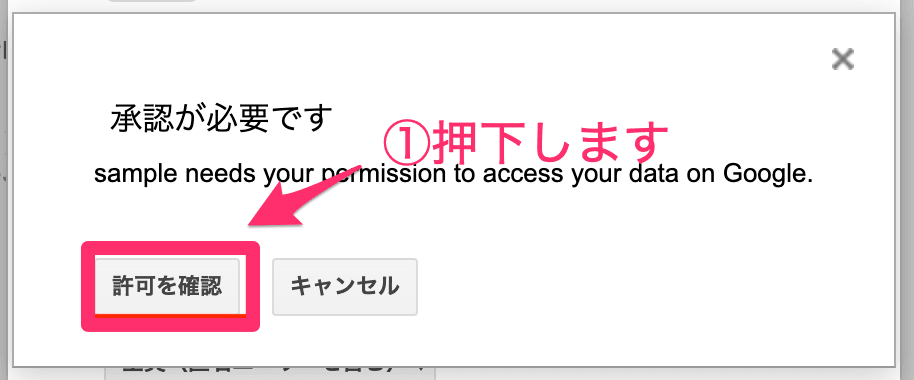 承認が必要です
①押下します
sample needs your permission to access your data on Google.
許可を確認
キャンセル